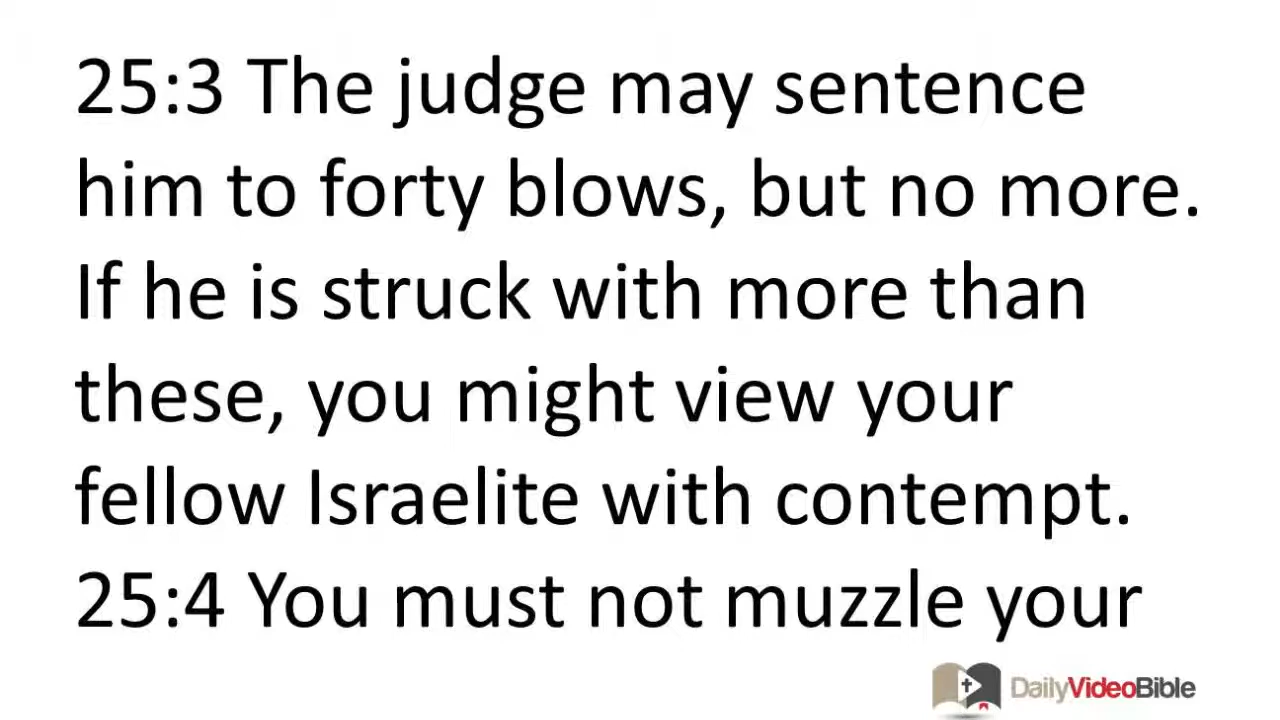 25:3 The judge may sentence
him to forty blows, but no more.
If he is struck with more than
these, you might view your
fellow Israelite with contempt.
25:4 You must not muzzle your
DailyVideoBible